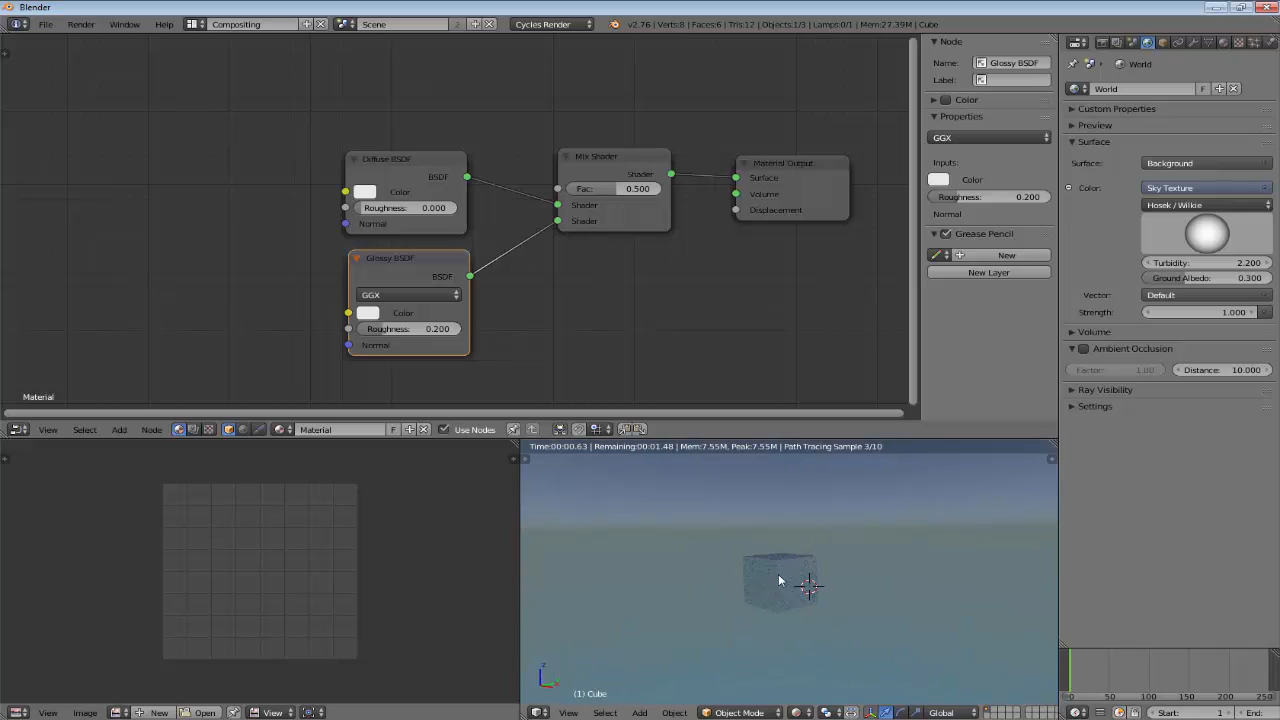 Blender
File Render Window Help Compositing Scene 2 Cycles Render v2.76 | Verts:8 | Faces:6 | Tris:12 | Objects:1/3 | Lamps:0/1 | Mem:27.39M | Cube
Node
Name: Glossy BSDF
Label:
Color
Properties
GGX
Inputs:
Color
Roughness: 0.200
Normal
Grease Pencil
New
New Layer
World
World F
Custom Properties
Preview
Surface
Surface: Background
Color: Sky Texture
Hosek / Wilkie
Turbidity: 2.200
Ground Albedo: 0.300
Vector: Default
Strength: 1.000
Volume
Ambient Occlusion
Factor: 1.00 Distance: 10.000
Ray Visibility
Settings
Diffuse BSDF
BSDF
Color
Roughness: 0.000
Normal
Glossy BSDF
BSDF
GGX
Color
Roughness: 0.200
Normal
Mix Shader
Shader
Fac: 0.500
Shader
Shader
Material Output
Surface
Volume
Displacement
Material
View Select Add Node Material F Use Nodes
Time:00:00.63 | Remaining:00:01.48 | Mem:7.55M, Peak:7.55M | Path Tracing Sample 3/10
z
(1) Cube
View Image New Open View
View Select Add Object Object Mode Global
0 50 100 150 200 250
Start: 1 End: